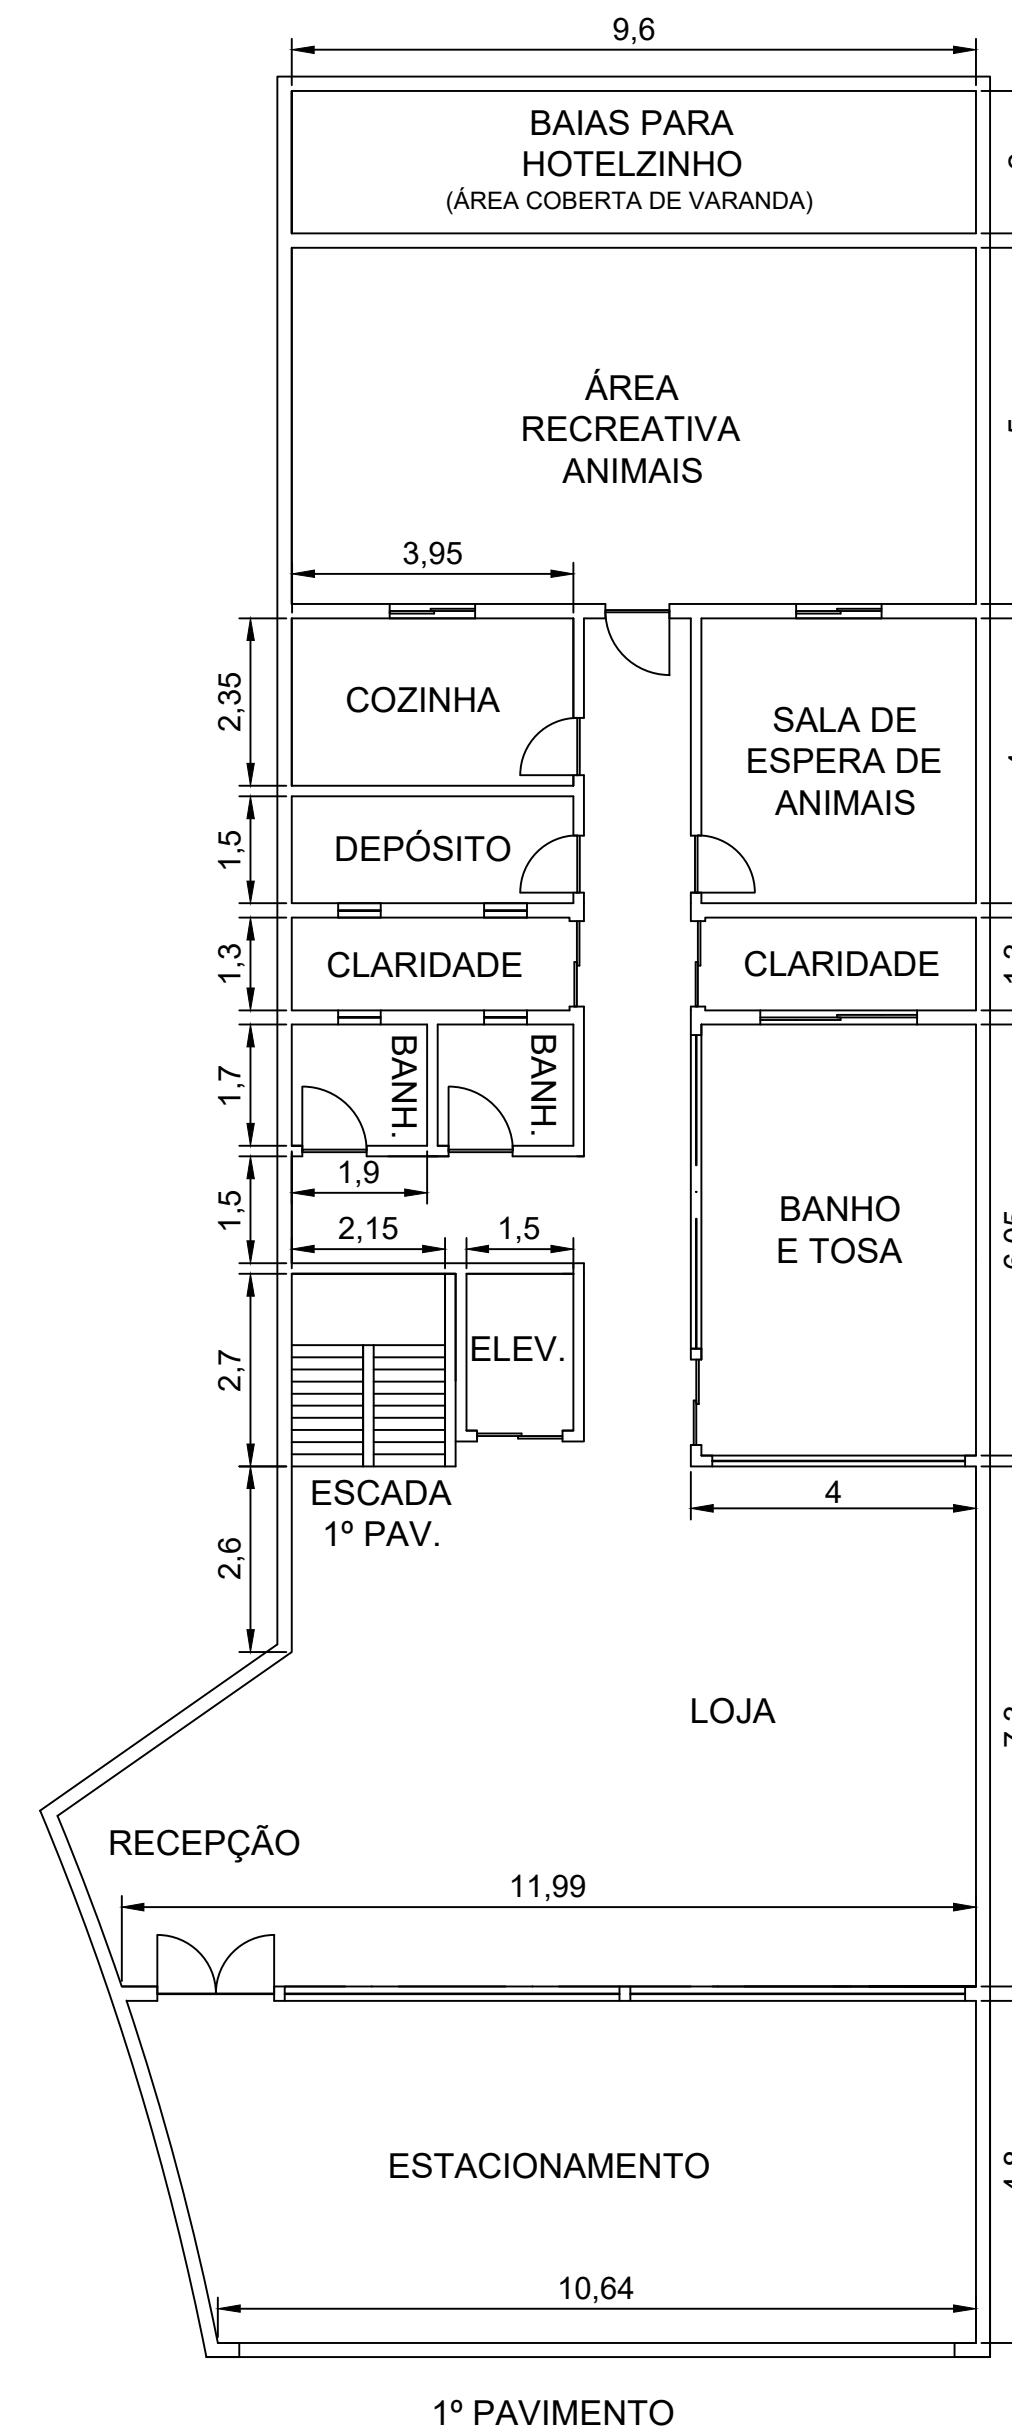 9,6
BAIAS PARA
HOTELZINHO
(ÁREA COBERTA DE VARANDA)
ÁREA
RECREATIVA
ANIMAIS
3,95
2,35
COZINHA
SALA DE
ESPERA DE
ANIMAIS
1,5
DEPÓSITO
1,3
CLARIDADE
CLARIDADE
1,7
BANH.
BANH.
1,9
1,5
2,15
1,5
BANHO
E TOSA
2,7
ELEV.
4
ESCADA
1º PAV.
2,6
LOJA
RECEPÇÃO
11,99
ESTACIONAMENTO
10,64
1º PAVIMENTO